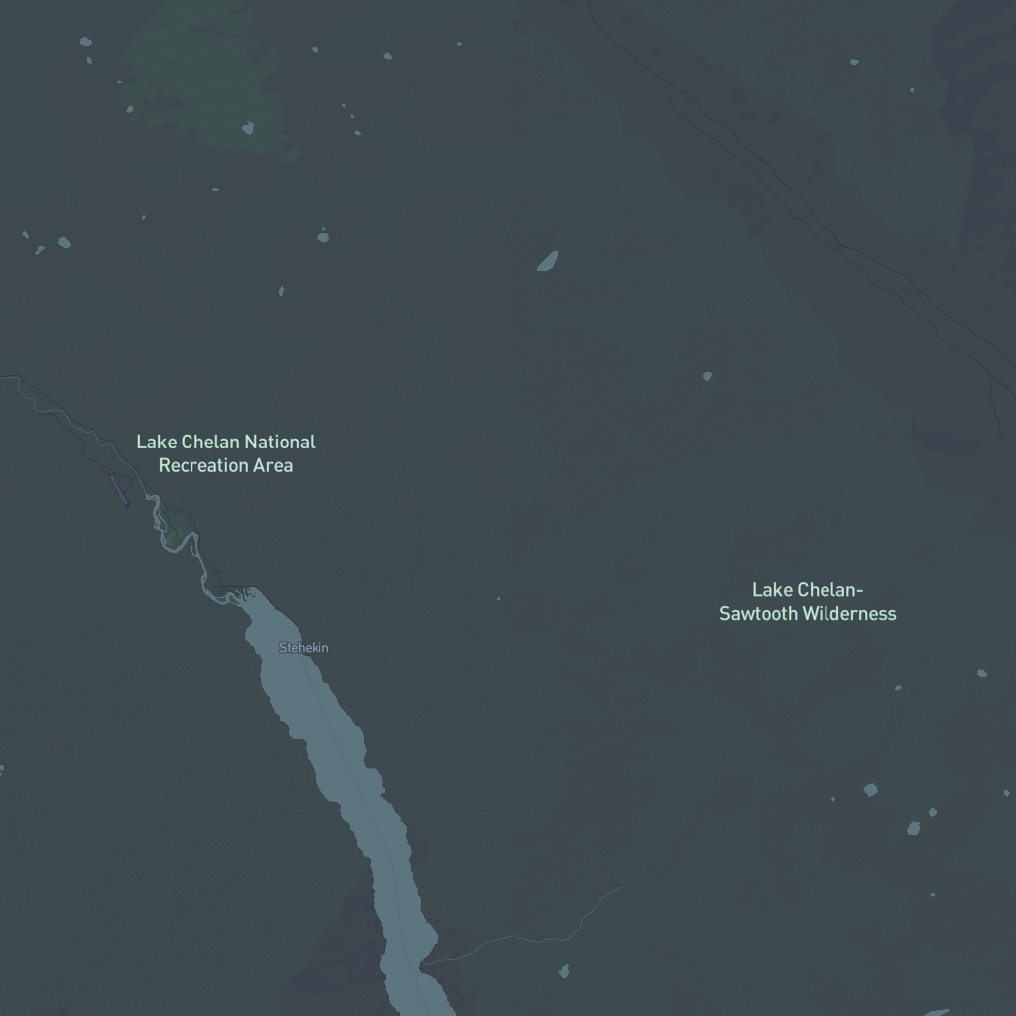 Lake Chelan National
Recreation Area
Lake Chelan-
Sawtooth Wilderness
Stehekin